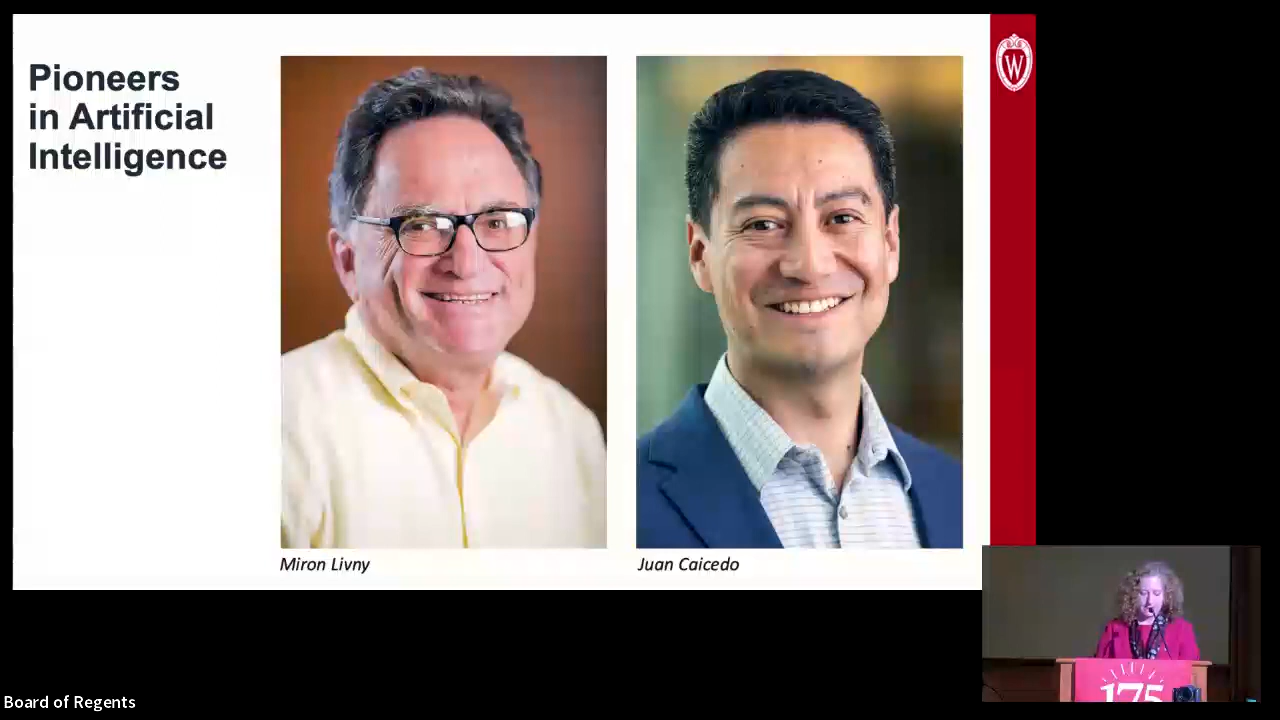 Pioneers
in Artificial
Intelligence
W
Miron Livny
Juan Caicedo
175
Board of Regents